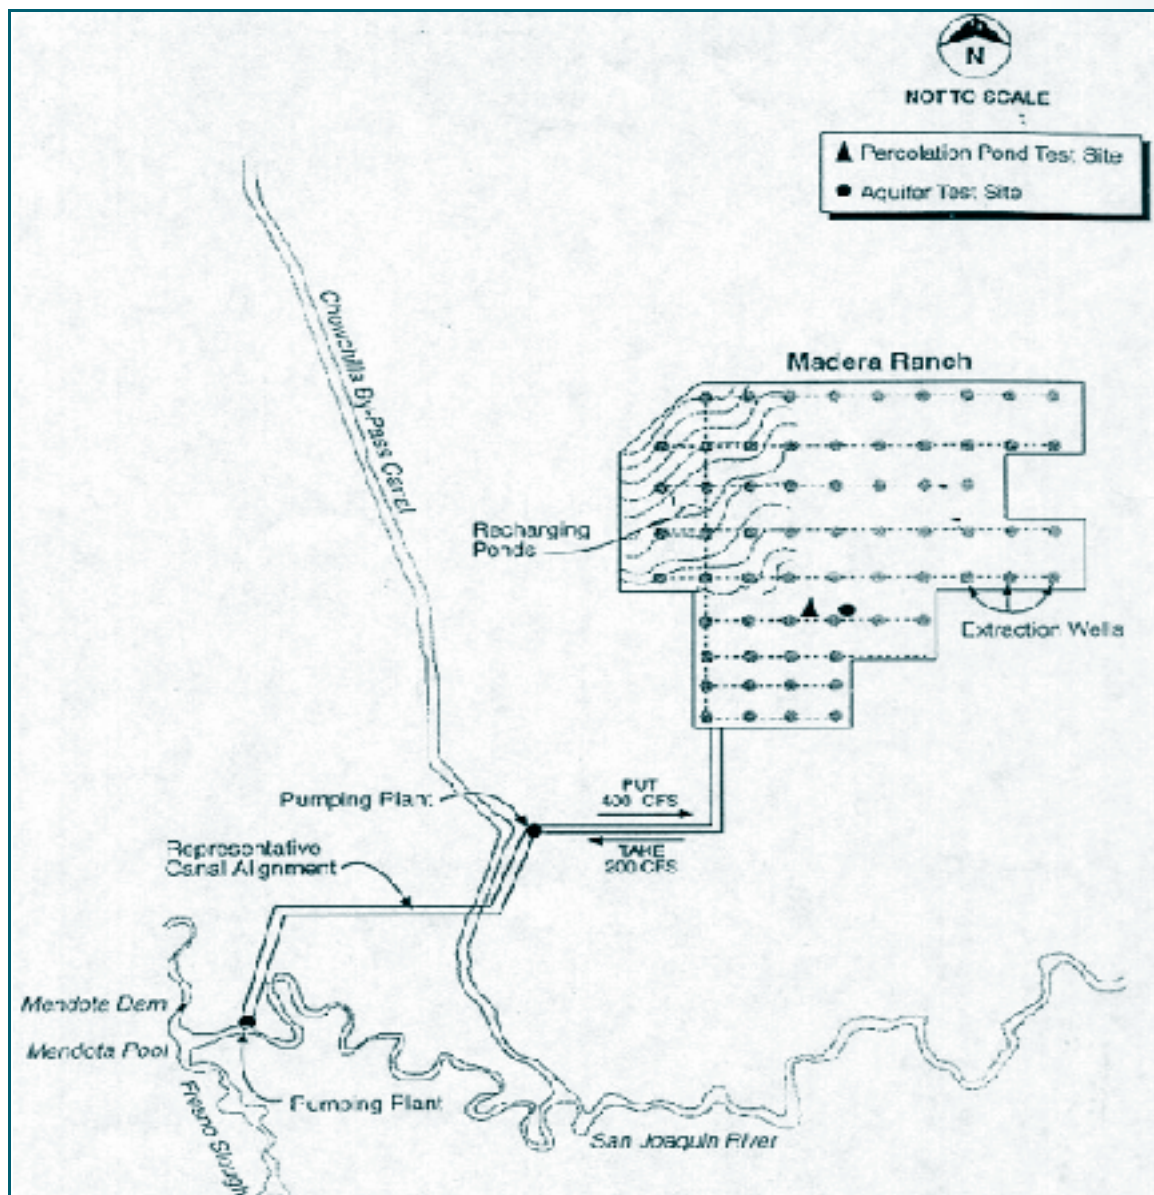 N
NOT TO SCALE
Percolation Pond Test Site
Aquifer Test Site
Chowchilla By-Pass Canal
Madera Ranch
Recharging
Ponds
Extraction Wells
PUT
400 CFS
Pumping Plant
TAKE
200 CFS
Representative
Canal Alignment
Mendota Dam
Mendota Pool
Fresno Slough
Pumping Plant
San Joaquin River